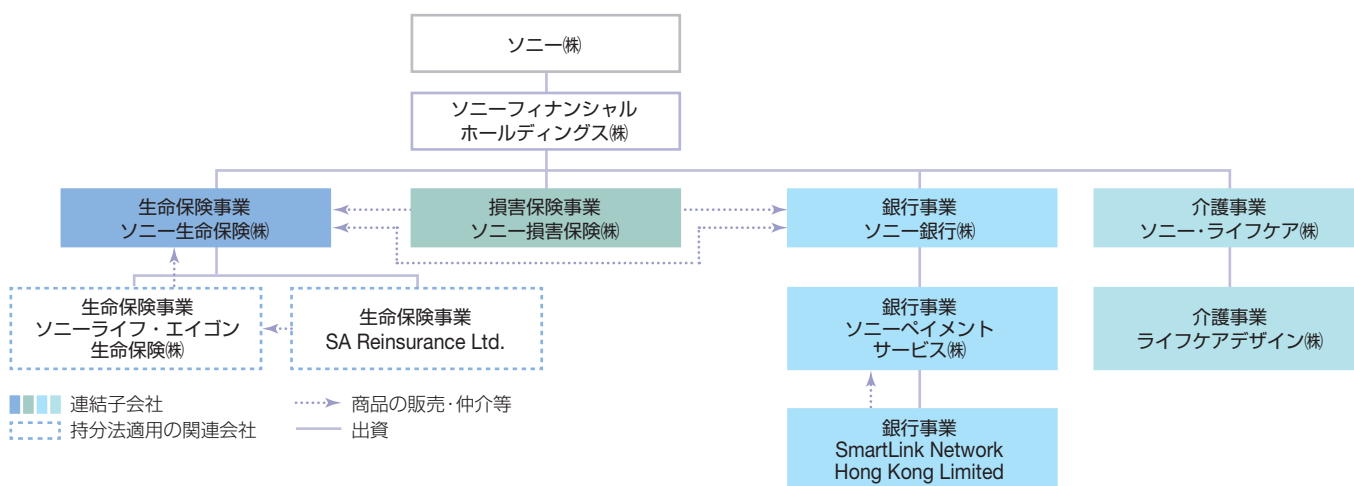 ソニー㈱
ソニーフィナンシャル
ホールディングス㈱
生命保険事業
ソニー生命保険㈱
損害保険事業
ソニー損害保険㈱
銀行事業
ソニー銀行㈱
介護事業
ソニー・ライフケア㈱
生命保険事業
ソニーライフ・エイゴン
生命保険㈱
生命保険事業
SA Reinsurance Ltd.
銀行事業
ソニーペイメント
サービス㈱
介護事業
ライフケアデザイン㈱
連結子会社
商品の販売・仲介等
持分法適用の関連会社
出資
銀行事業
SmartLink Network
Hong Kong Limited